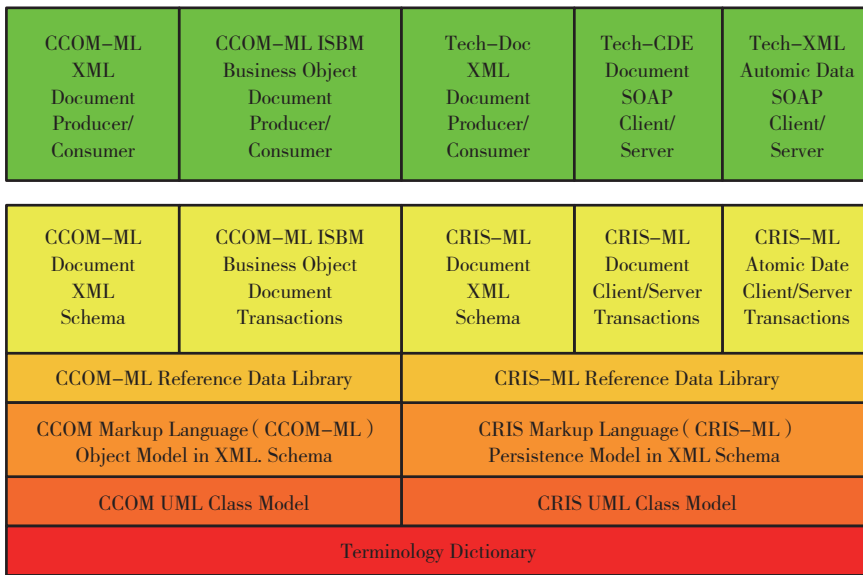 CCOM–ML
XML
Document
Producer/
Consumer
CCOM–ML ISBM
Business Object
Document
Producer/
Consumer
Tech–Doc
XML
Document
Producer/
Consumer
Tech–CDE
Document
SOAP
Client/
Server
Tech–XML
Automic Data
SOAP
Client/
Server
CCOM–ML
Document
XML
Schema
CCOM–ML ISBM
Business Object
Document
Transactions
CRIS–ML
Document
XML
Schema
CRIS–ML
Document
Client/Server
Transactions
CRIS–ML
Atomic Date
Client/Server
Transactions
CCOM–ML Reference Data Library
CRIS–ML Reference Data Library
CCOM Markup Language ( CCOM–ML )
Object Model in XML. Schema
CRIS Markup Language ( CRIS–ML )
Persistence Model in XML Schema
CCOM UML Class Model
CRIS UML Class Model
Terminology Dictionary